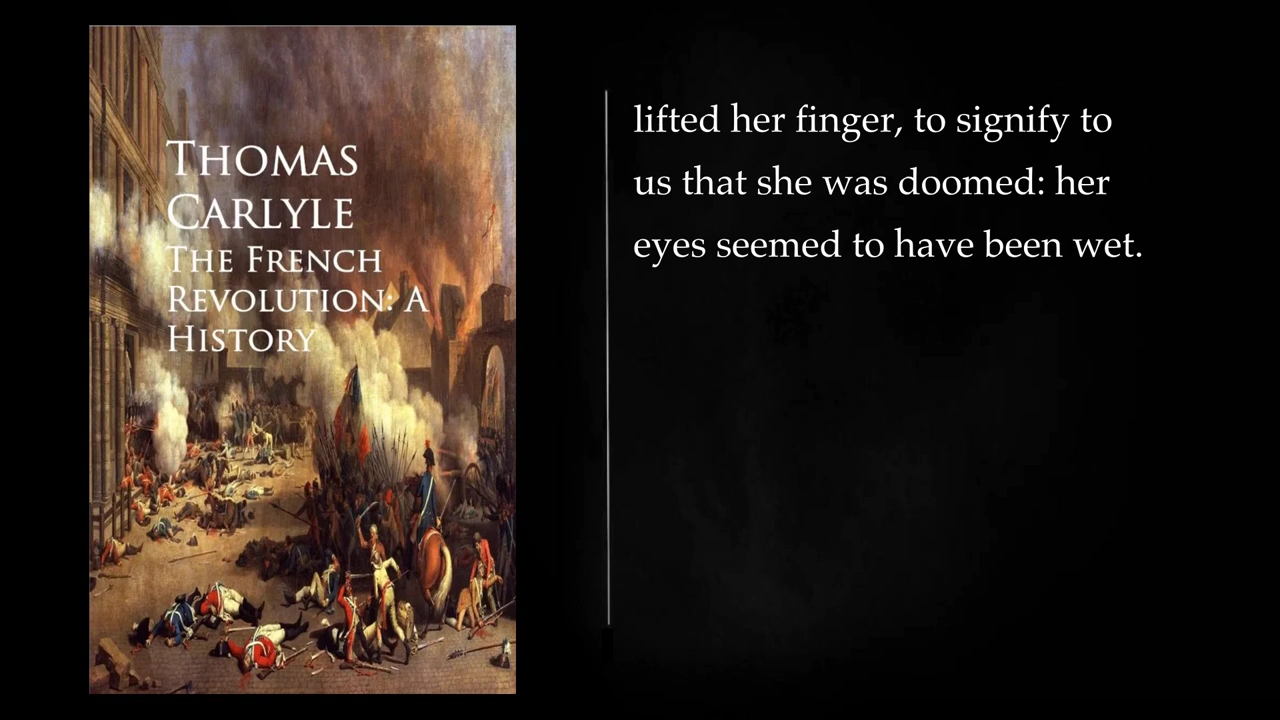 THOMAS
CARLYLE
THE FRENCH
REVOLUTION: A
HISTORY
lifted her finger, to signify to
us that she was doomed: her
eyes seemed to have been wet.